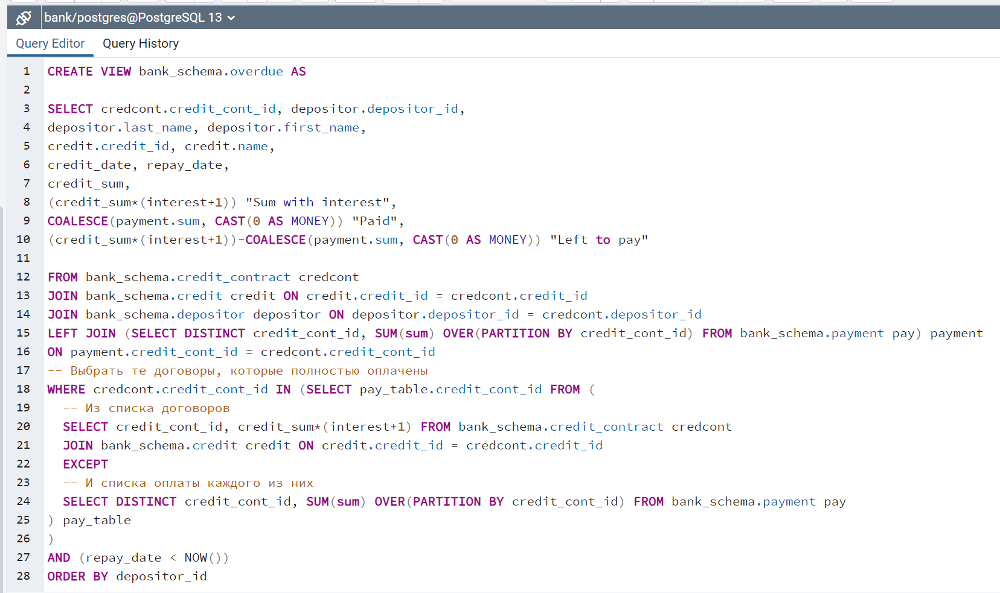 bank/postgres@PostgreSQL 13
Query Editor Query History
1 CREATE VIEW bank_schema.overdue AS
2
3 SELECT credcont.credit_cont_id, depositor.depositor_id,
4 depositor.last_name, depositor.first_name,
5 credit.credit_id, credit.name,
6 credit_date, repay_date,
7 credit_sum,
8 (credit_sum*(interest+1)) "Sum with interest",
9 COALESCE(payment.sum, CAST(0 AS MONEY)) "Paid",
10 (credit_sum*(interest+1))-COALESCE(payment.sum, CAST(0 AS MONEY)) "Left to pay"
11
12 FROM bank_schema.credit_contract credcont
13 JOIN bank_schema.credit credit ON credit.credit_id = credcont.credit_id
14 JOIN bank_schema.depositor depositor ON depositor.depositor_id = credcont.depositor_id
15 LEFT JOIN (SELECT DISTINCT credit_cont_id, SUM(sum) OVER(PARTITION BY credit_cont_id) FROM bank_schema.payment pay) payment
16 ON payment.credit_cont_id = credcont.credit_cont_id
17 -- Выбрать те договоры, которые полностью оплачены
18 WHERE credcont.credit_cont_id IN (SELECT pay_table.credit_cont_id FROM (
19 -- Из списка договоров
20 SELECT credit_cont_id, credit_sum*(interest+1) FROM bank_schema.credit_contract credcont
21 JOIN bank_schema.credit credit ON credit.credit_id = credcont.credit_id
22 EXCEPT
23 -- И списка оплаты каждого из них
24 SELECT DISTINCT credit_cont_id, SUM(sum) OVER(PARTITION BY credit_cont_id) FROM bank_schema.payment pay
25 ) pay_table
26 )
27 AND (repay_date < NOW())
28 ORDER BY depositor_id